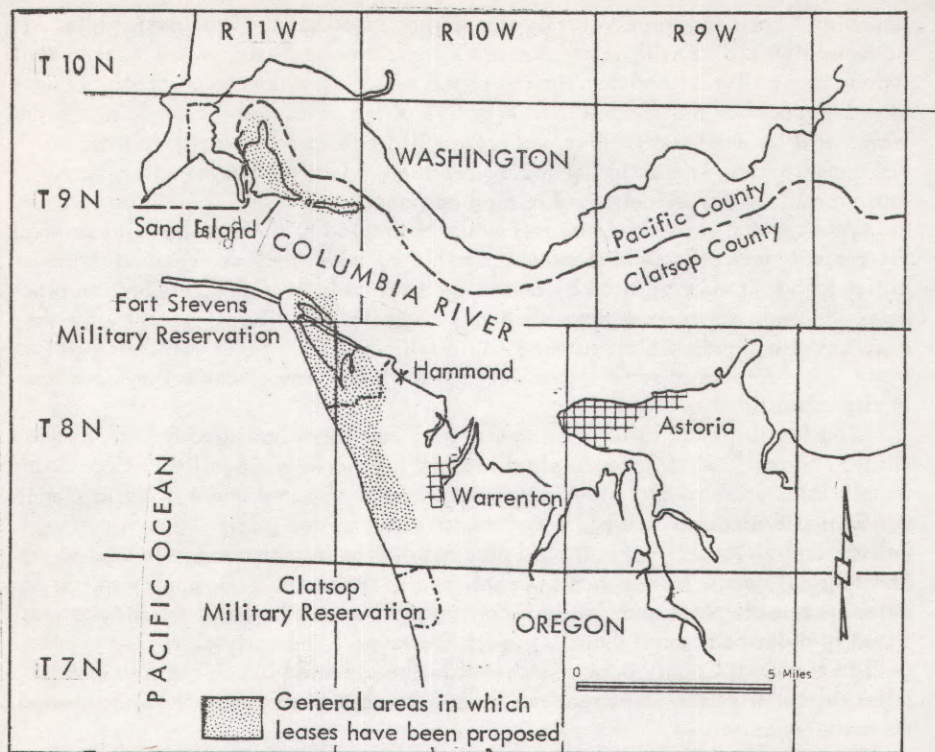 R 11 W
R 10 W
R 9 W
T 10 N
WASHINGTON
T 9 N
Pacific County
Clatsop County
Sand Island
COLUMBIA RIVER
Fort Stevens
Military Reservation
Hammond
T 8 N
Astoria
Warrenton
PACIFIC OCEAN
Clatsop
Military Reservation
OREGON
N
T 7 N
0 5 Miles
General areas in which
leases have been proposed